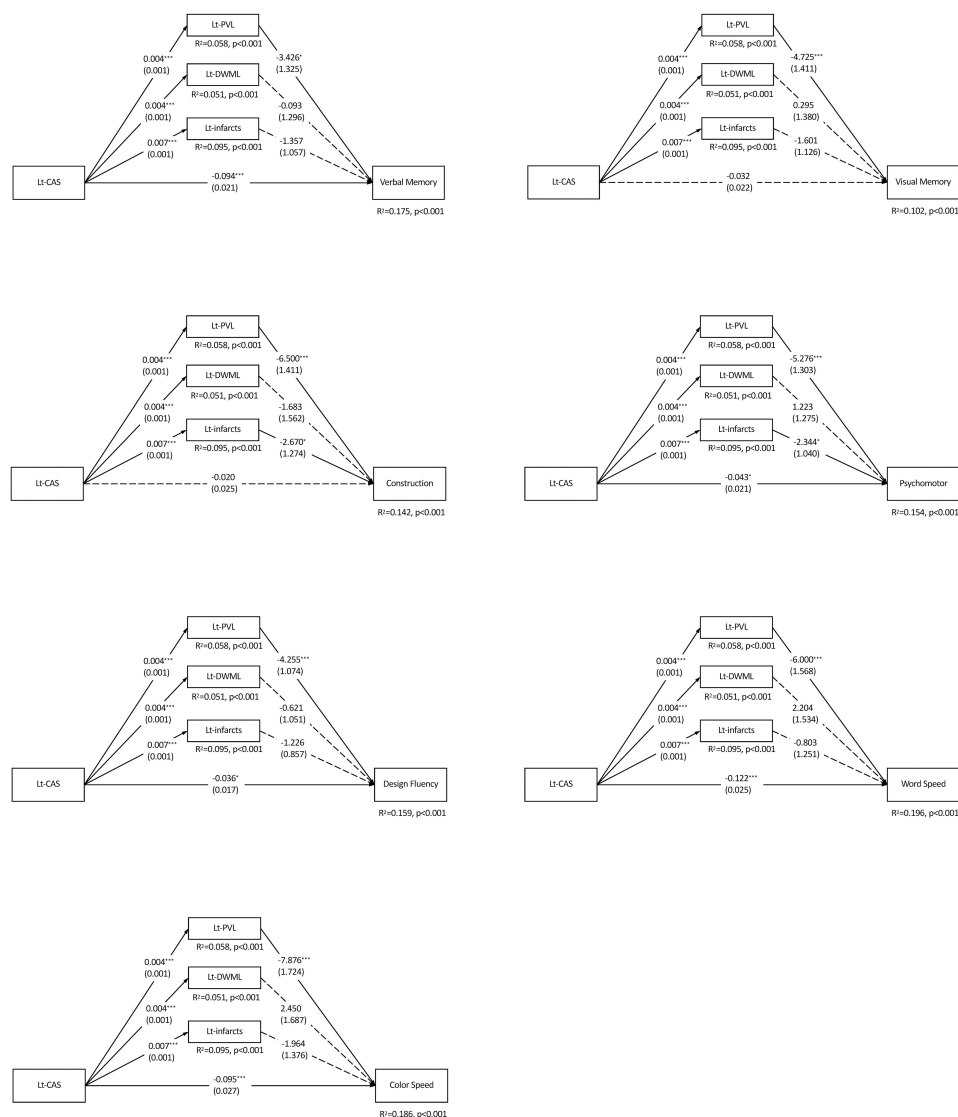 Lt-PVL
R²=0.058, p<0.001
0.004***
(0.001)
-3.426*
(1.325)
Lt-DWML
R²=0.051, p<0.001
0.004***
(0.001)
-0.093
(1.296)
Lt-infarcts
R²=0.095, p<0.001
0.007***
(0.001)
-1.357
(1.057)
Lt-CAS
-0.094***
(0.021)
Verbal Memory
R²=0.175, p<0.001
Lt-PVL
R²=0.058, p<0.001
0.004***
(0.001)
-4.725***
(1.411)
Lt-DWML
R²=0.051, p<0.001
0.004***
(0.001)
0.295
(1.380)
Lt-infarcts
R²=0.095, p<0.001
0.007***
(0.001)
-1.601
(1.126)
Lt-CAS
-0.032
(0.022)
Visual Memory
R²=0.102, p<0.001
Lt-PVL
R²=0.058, p<0.001
0.004***
(0.001)
-6.500***
(1.411)
Lt-DWML
R²=0.051, p<0.001
0.004***
(0.001)
-1.683
(1.562)
Lt-infarcts
R²=0.095, p<0.001
0.007***
(0.001)
-2.670*
(1.274)
Lt-CAS
-0.020
(0.025)
Construction
R²=0.142, p<0.001
Lt-PVL
R²=0.058, p<0.001
0.004***
(0.001)
-5.276***
(1.303)
Lt-DWML
R²=0.051, p<0.001
0.004***
(0.001)
1.223
(1.275)
Lt-infarcts
R²=0.095, p<0.001
0.007***
(0.001)
-2.344*
(1.040)
Lt-CAS
-0.043*
(0.021)
Psychomotor
R²=0.154, p<0.001
Lt-PVL
R²=0.058, p<0.001
0.004***
(0.001)
-4.255***
(1.074)
Lt-DWML
R²=0.051, p<0.001
0.004***
(0.001)
-0.621
(1.051)
Lt-infarcts
R²=0.095, p<0.001
0.007***
(0.001)
-1.226
(0.857)
Lt-CAS
-0.036*
(0.017)
Design Fluency
R²=0.159, p<0.001
Lt-PVL
R²=0.058, p<0.001
0.004***
(0.001)
-6.000***
(1.568)
Lt-DWML
R²=0.051, p<0.001
0.004***
(0.001)
2.204
(1.534)
Lt-infarcts
R²=0.095, p<0.001
0.007***
(0.001)
-0.803
(1.251)
Lt-CAS
-0.122***
(0.025)
Word Speed
R²=0.196, p<0.001
Lt-PVL
R²=0.058, p<0.001
0.004***
(0.001)
-7.876***
(1.724)
Lt-DWML
R²=0.051, p<0.001
0.004***
(0.001)
2.450
(1.687)
Lt-infarcts
R²=0.095, p<0.001
0.007***
(0.001)
-1.964
(1.376)
Lt-CAS
-0.095***
(0.027)
Color Speed
R²=0.186, p<0.001